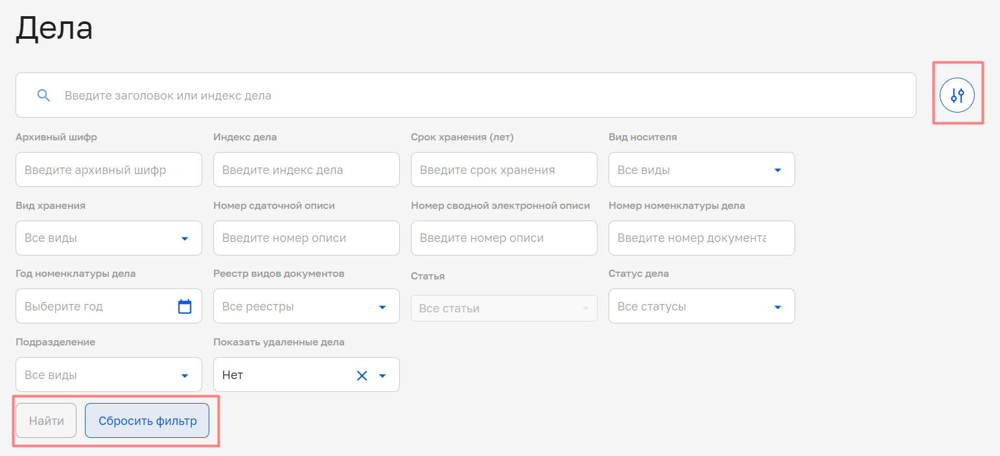 Дела
Введите заголовок или индекс дела
Архивный шифр
Индекс дела
Срок хранения (лет)
Вид носителя
Введите архивный шифр
Введите индекс дела
Введите срок хранения
Все виды
Вид хранения
Номер сдаточной описи
Номер сводной электронной описи
Номер номенклатуры дела
Все виды
Введите номер описи
Введите номер описи
Введите номер документа
Год номенклатуры дела
Реестр видов документов
Статья
Статус дела
Выберите год
Все реестры
Все статьи
Все статусы
Подразделение
Показать удаленные дела
Все виды
Нет
Найти
Сбросить фильтр